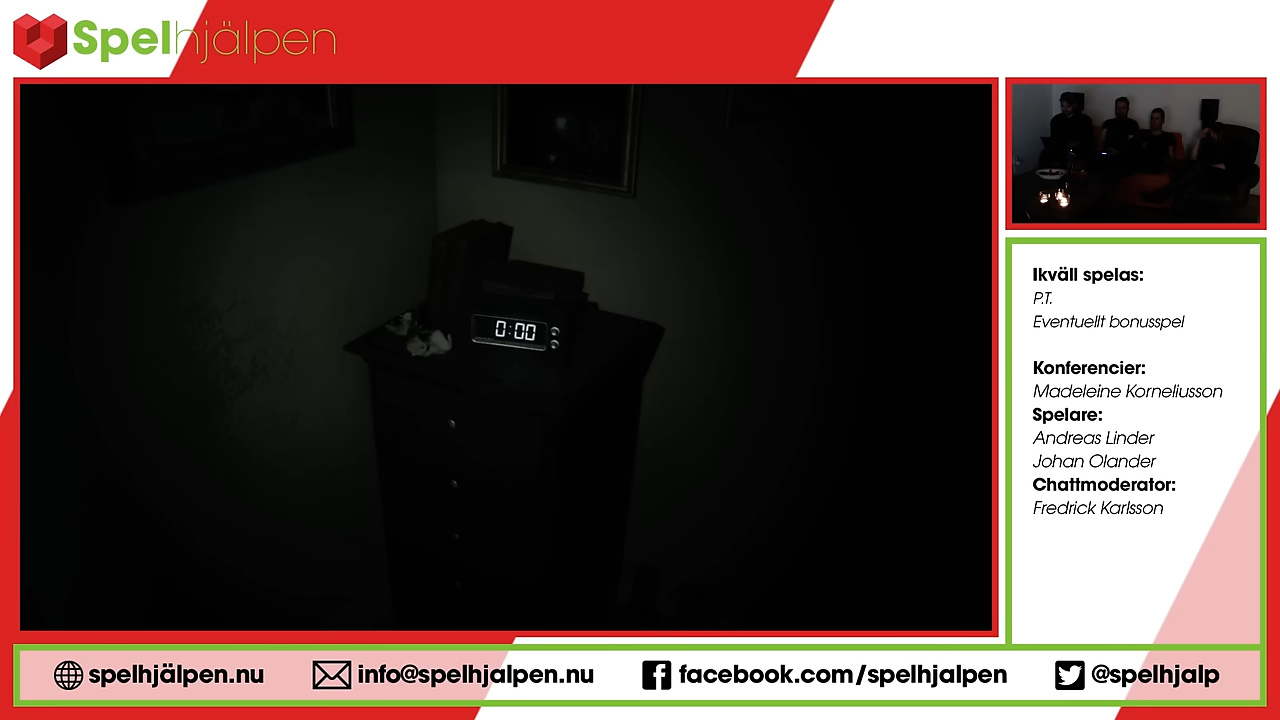 Spelhjälpen
0:00
Ikväll spelas:
P.T.
Eventuellt bonusspel
Konferencier:
Madeleine Korneliusson
Spelare:
Andreas Linder
Johan Olander
Chattmoderator:
Fredrick Karlsson
spelhjälpen.nu
info@spelhjalpen.nu
facebook.com/spelhjalpen
@spelhjalp